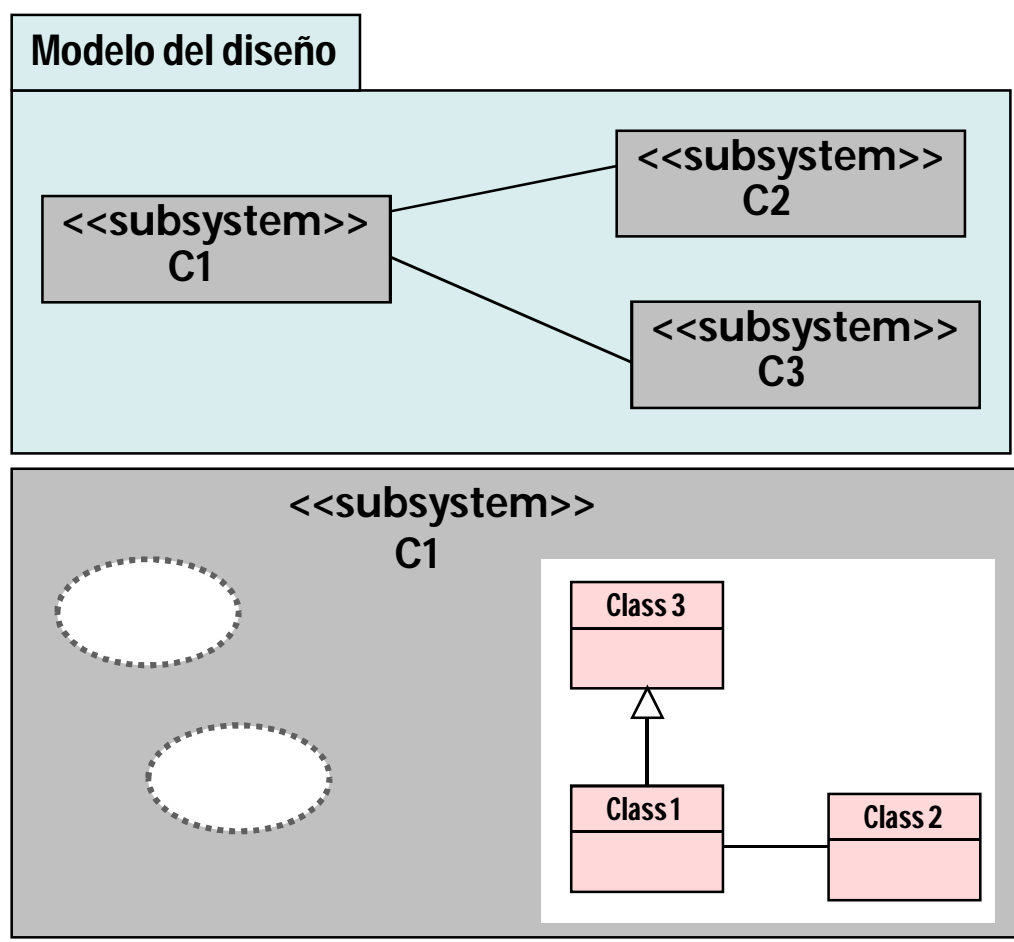 Modelo del diseño
<<subsystem>>
C2
<<subsystem>>
C1
<<subsystem>>
C3
<<subsystem>>
C1
Class 3
Class 1
Class 2